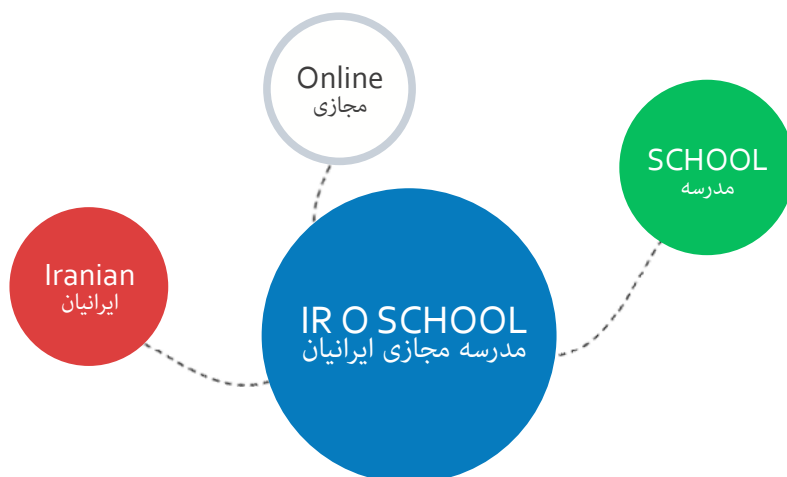 Online
مجازی
SCHOOL
مدرسه
Iranian
ایرانیان
IR O SCHOOL
مدرسه مجازی ایرانیان